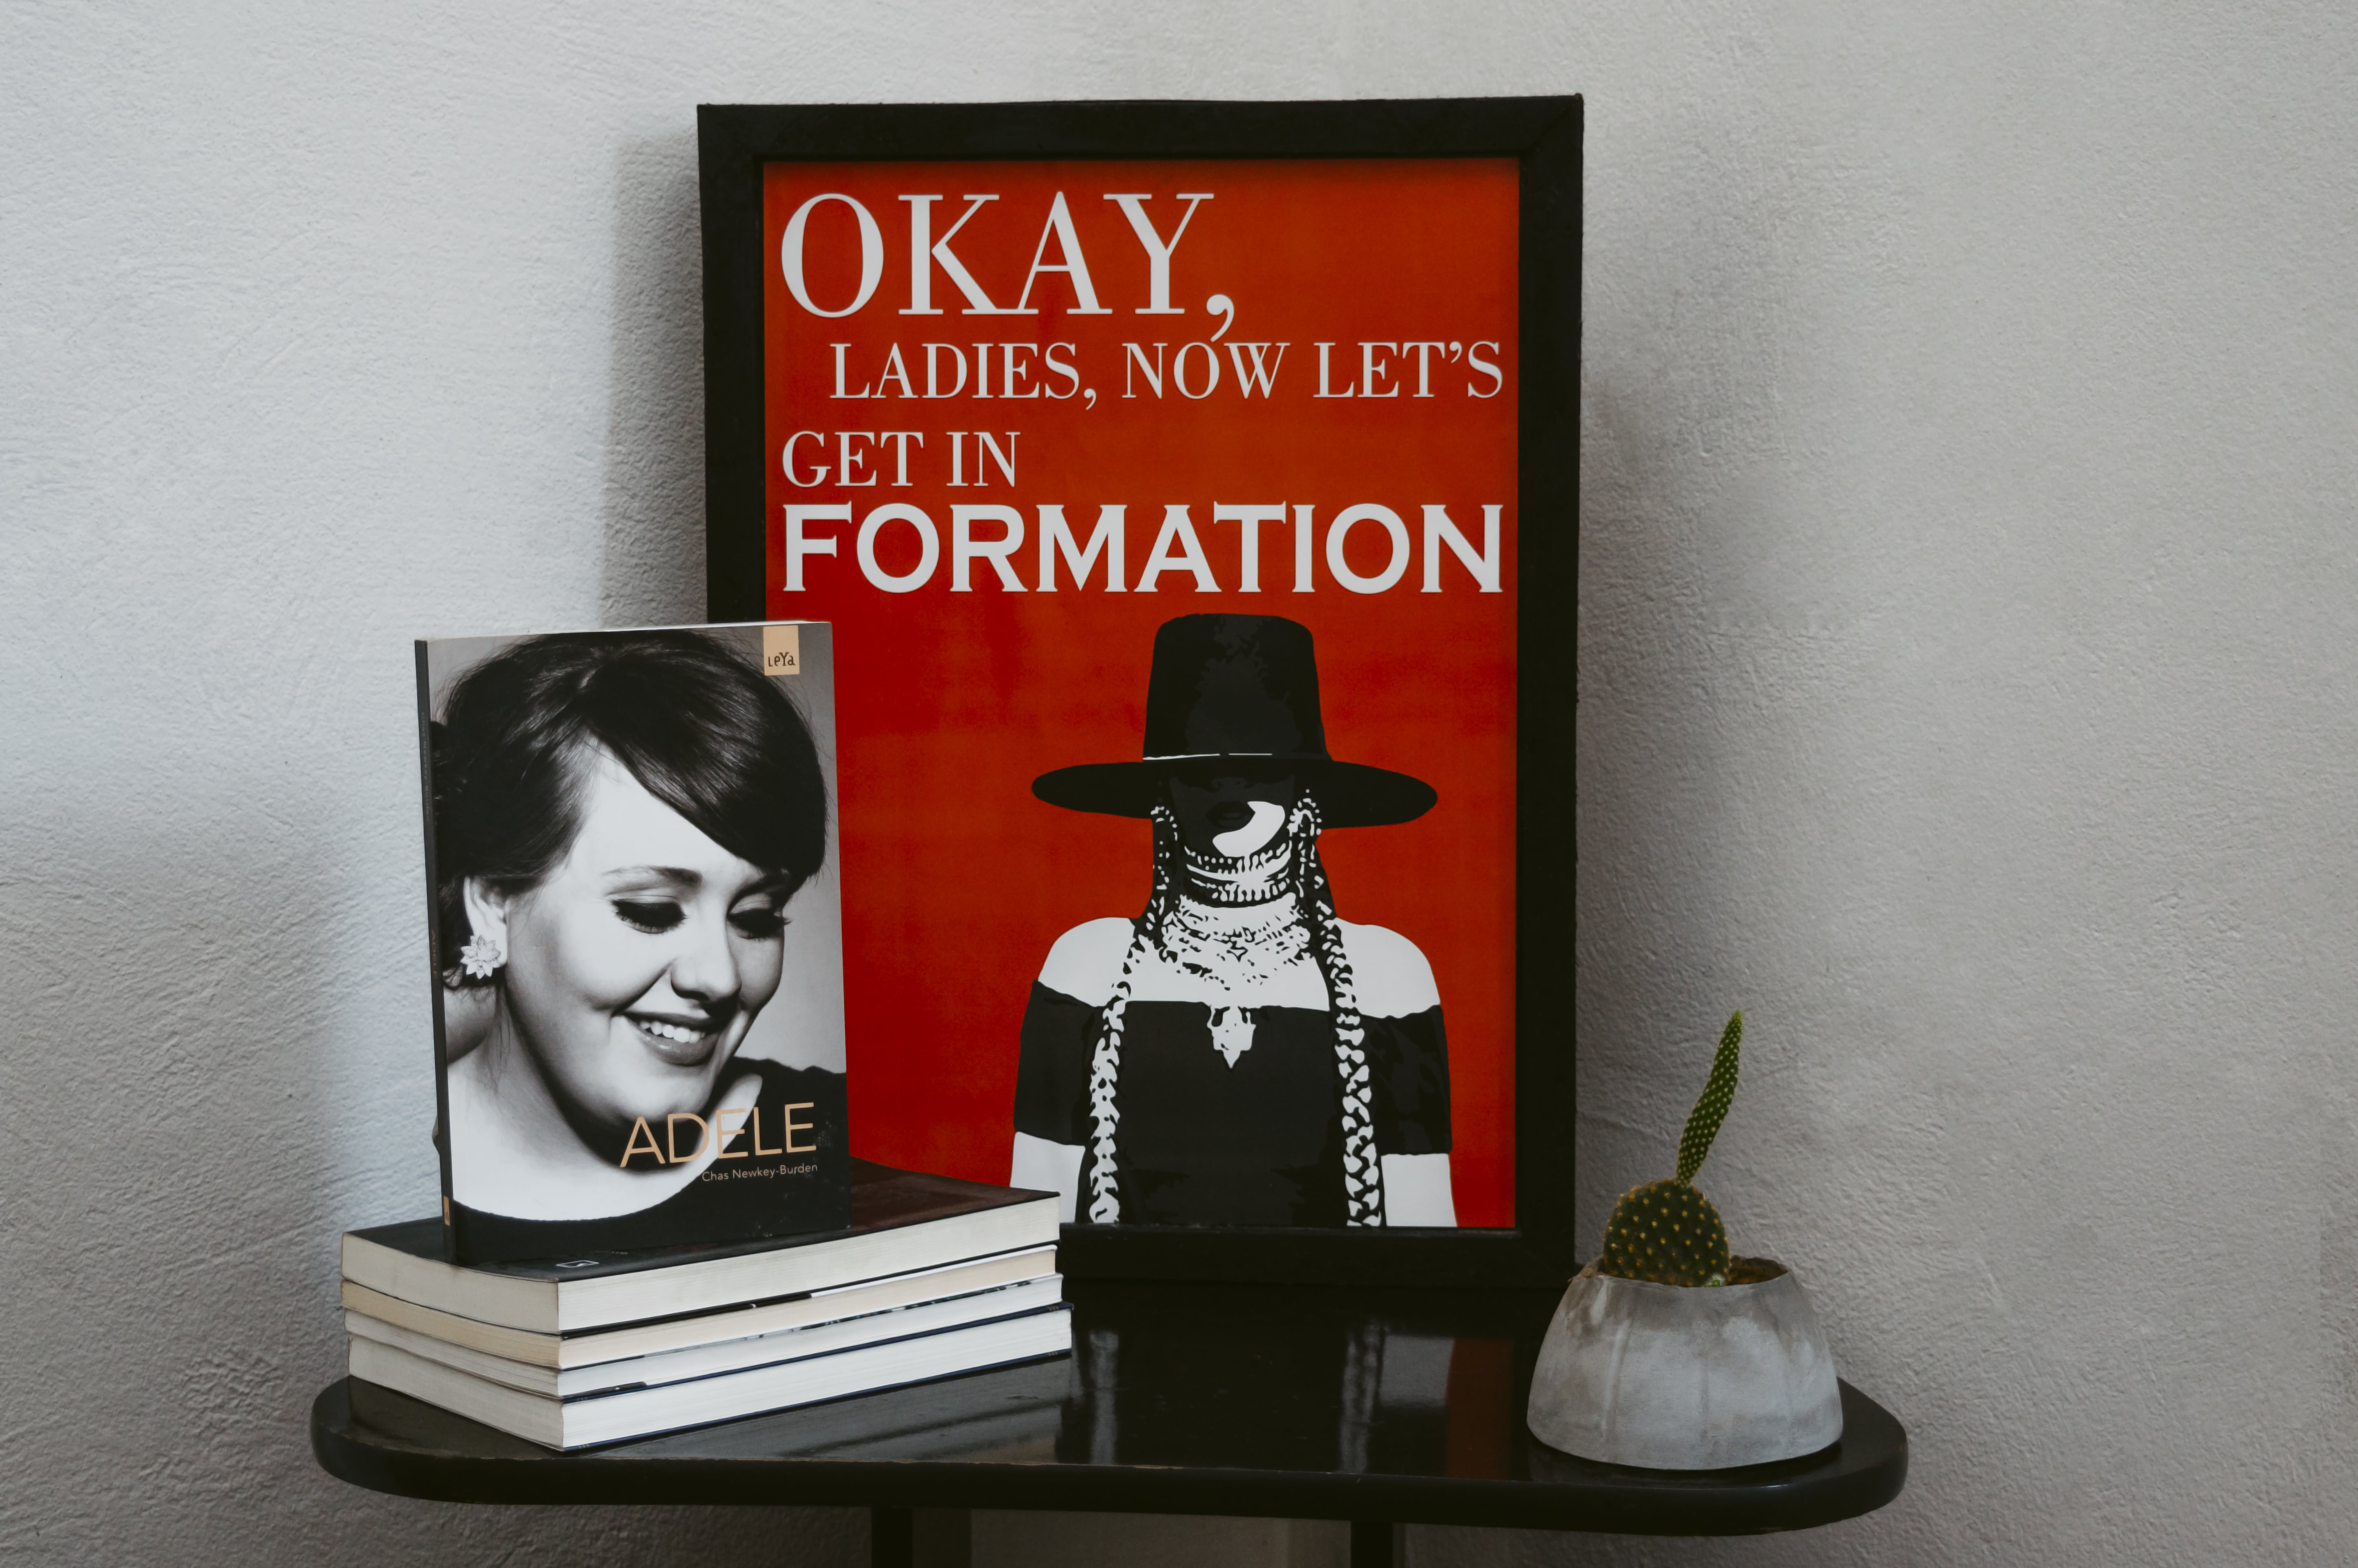 OKAY,
LADIES, NOW LET'S
GET IN
FORMATION
LeYa
ADELE
Chas Newkey-Burden